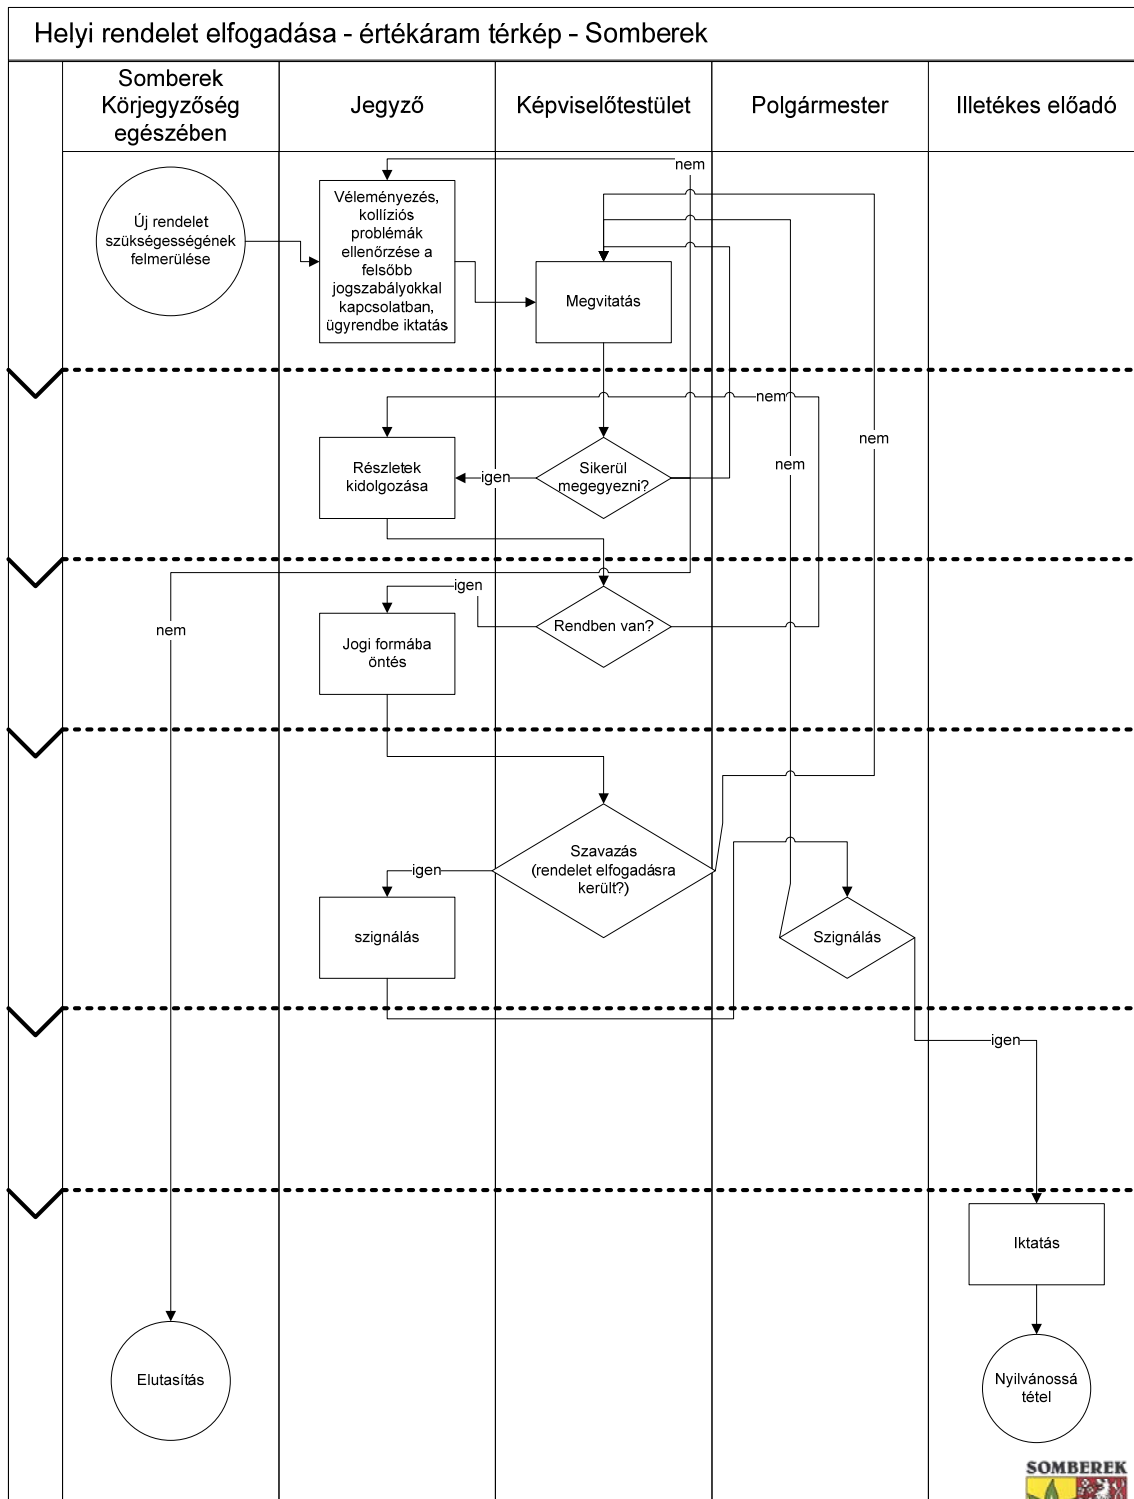 Helyi rendelet elfogadása - értékáram térkép - Somberek
Somberek
Körjegyzőség
egészében
Jegyző
Képviselőtestület
Polgármester
Illetékes előadó
nem
Új rendelet
szükségességének
felmerülése
Véleményezés,
kollíziós
problémák
ellenőrzése a
felsőbb
jogszabályokkal
kapcsolatban,
ügyrendbe iktatás
Megvitatás
nem
nem
nem
Részletek
kidolgozása
igen
Sikerül
megegyezni?
igen
nem
Rendben van?
Jogi formába
öntés
Szavazás
(rendelet elfogadásra
került?)
igen
szignálás
Szignálás
igen
Iktatás
Elutasítás
Nyilvánossá
tétel
SOMBEREK